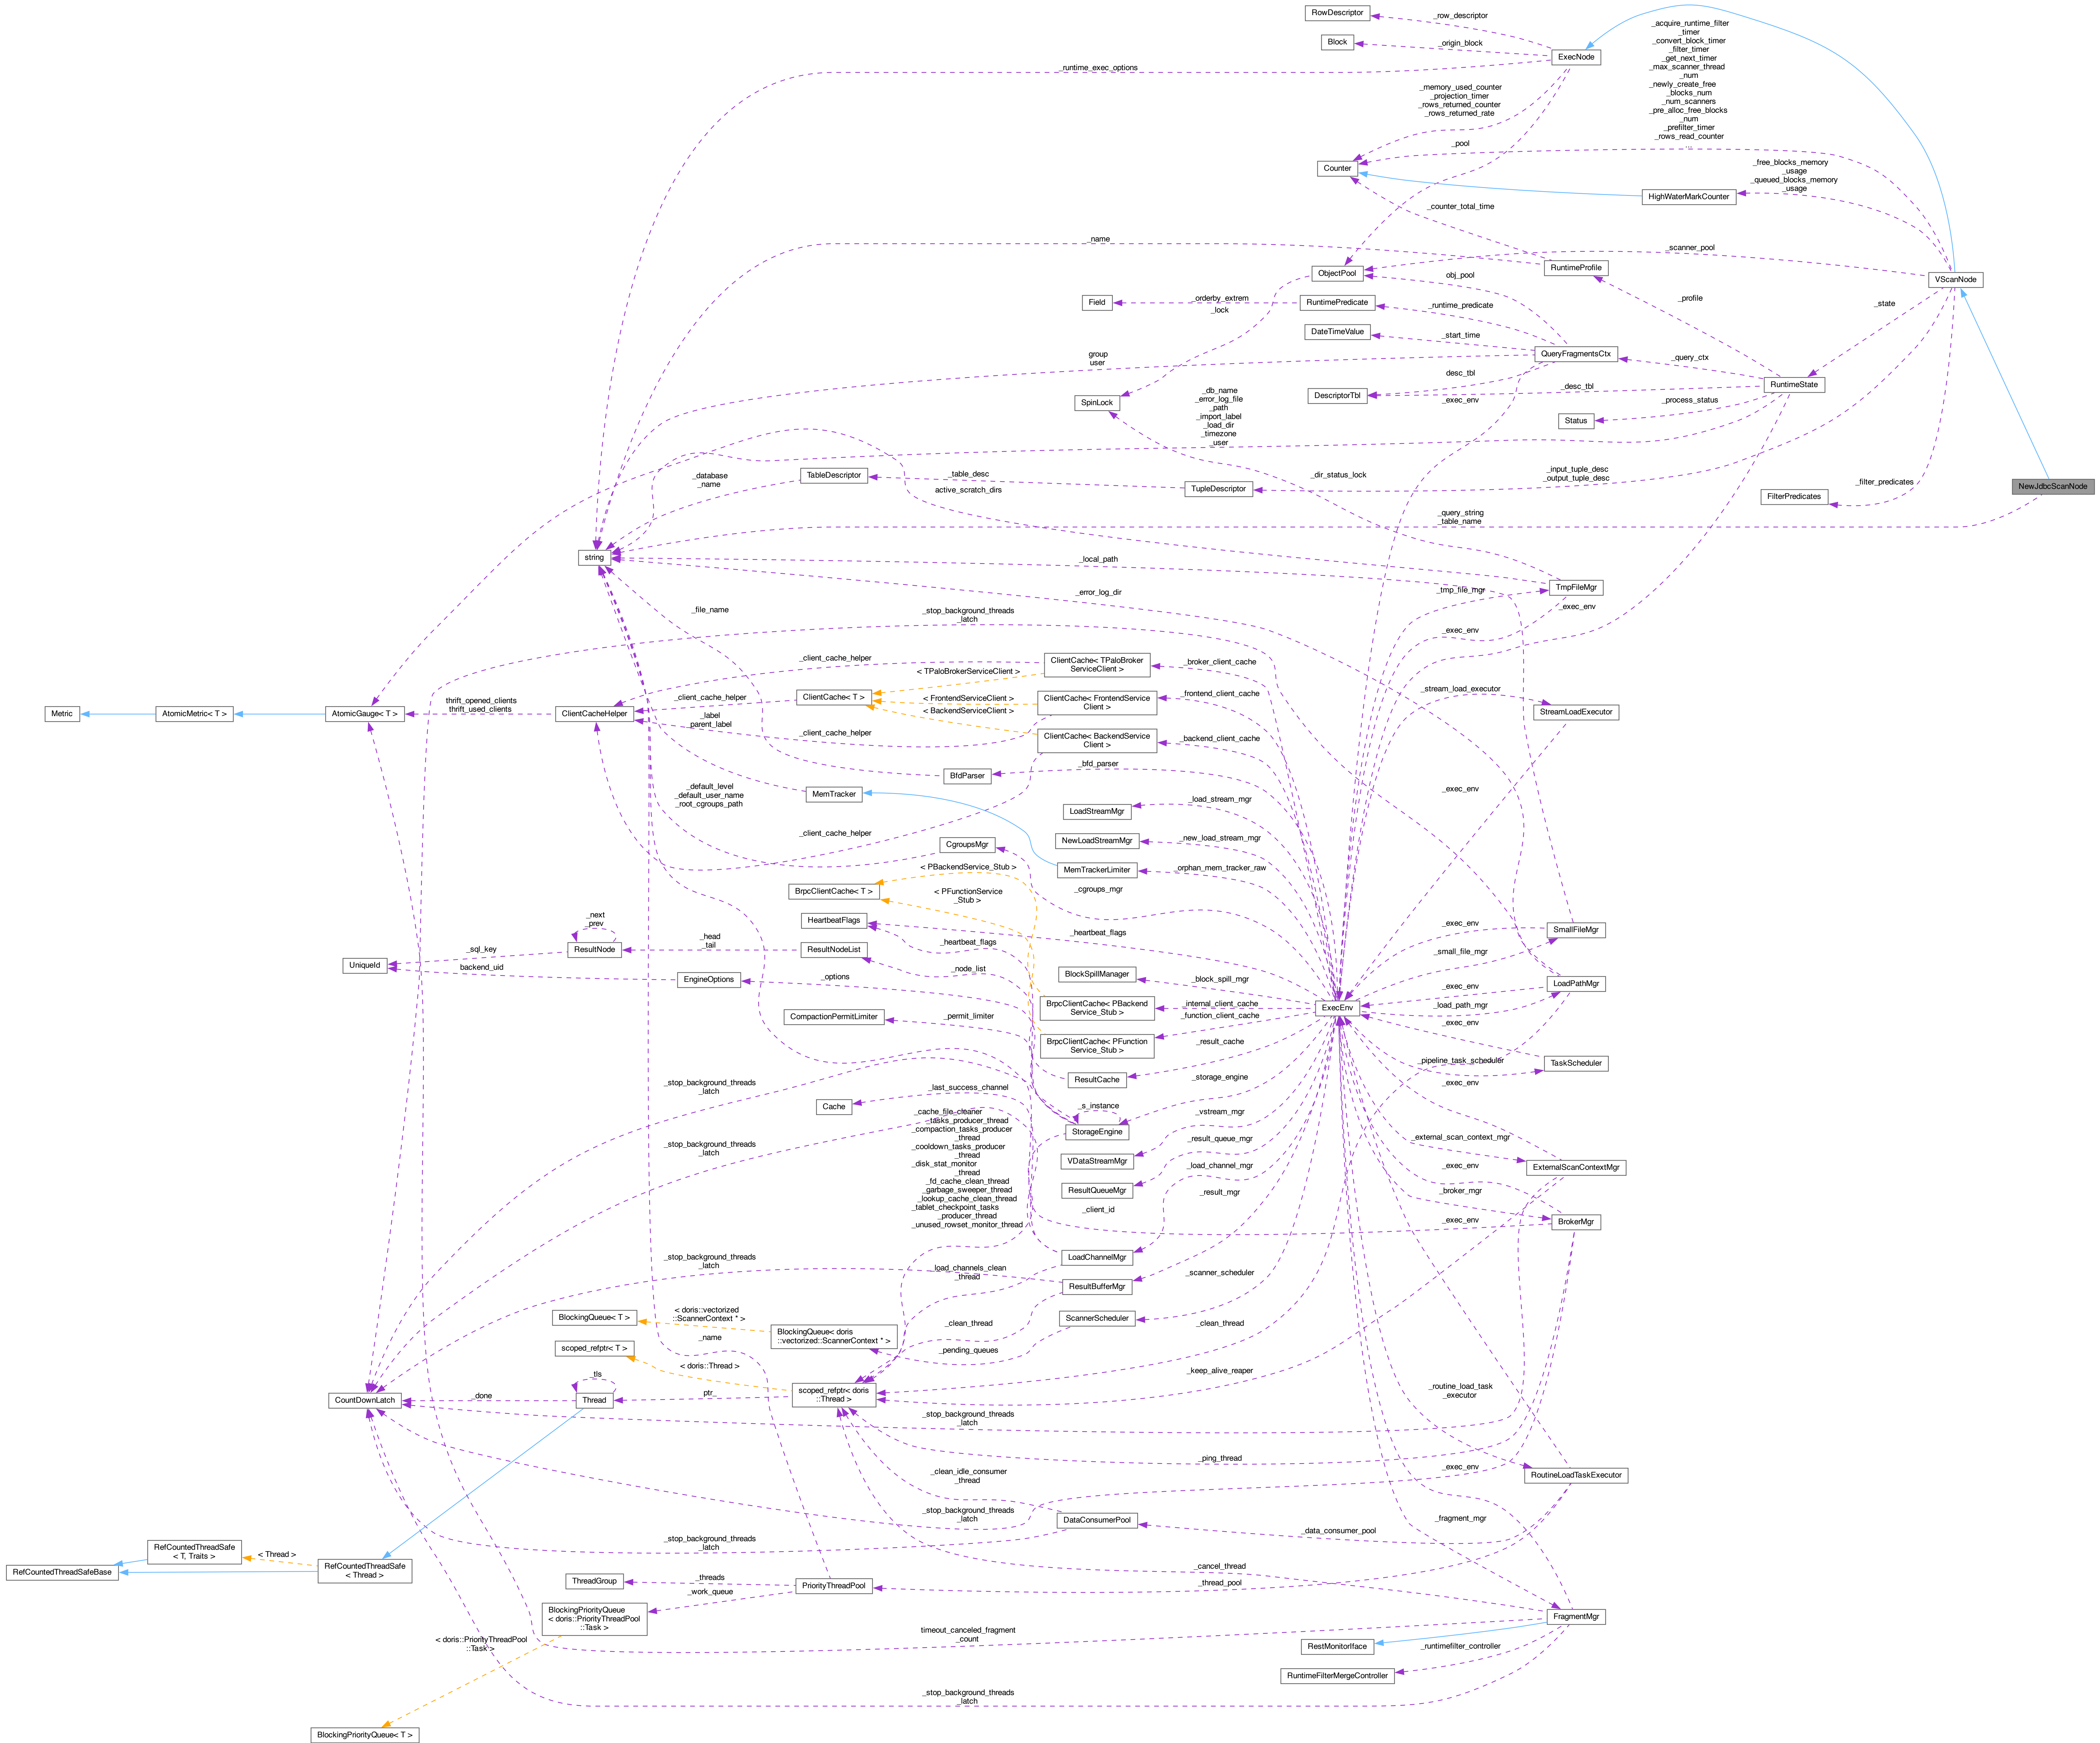 RowDescriptor
_row_descriptor
Block
_origin_block
ExecNode
_acquire_runtime_filter
_timer
_convert_block_timer
_filter_timer
_get_next_timer
_max_scanner_thread
_num
_newly_create_free
_blocks_num
_num_scanners
_pre_alloc_free_blocks
_num
_prefilter_timer
_rows_read_counter
...
_runtime_exec_options
_memory_used_counter
_projection_timer
_rows_returned_counter
_rows_returned_rate
_pool
Counter
_free_blocks_memory
_usage
_queued_blocks_memory
_usage
HighWaterMarkCounter
_counter_total_time
_name
_scanner_pool
ObjectPool
RuntimeProfile
VScanNode
obj_pool
_profile
_state
Field
_orderby_extrem
_lock
RuntimePredicate
_runtime_predicate
DateTimeValue
_start_time
QueryFragmentsCtx
_query_ctx
group
user
RuntimeState
desc_tbl
_desc_tbl
DescriptorTbl
SpinLock
_db_name
_error_log_file
_path
_import_label
_load_dir
_timezone
_user
_exec_env
_process_status
Status
_database
_name
TableDescriptor
_table_desc
TupleDescriptor
_dir_status_lock
_input_tuple_desc
_output_tuple_desc
_filter_predicates
FilterPredicates
NewJdbcScanNode
active_scratch_dirs
_query_string
_table_name
string
_local_path
_error_log_dir
_tmp_file_mgr
TmpFileMgr
_exec_env
_file_name
_stop_background_threads
_latch
_exec_env
_client_cache_helper
ClientCache< TPaloBroker
ServiceClient >
_broker_client_cache
< TPaloBrokerServiceClient >
ClientCache< T >
< FrontendServiceClient >
ClientCache< FrontendService
Client >
_frontend_client_cache
_stream_load_executor
StreamLoadExecutor
Metric
AtomicMetric< T >
AtomicGauge< T >
thrift_opened_clients
thrift_used_clients
ClientCacheHelper
_client_cache_helper
_label
_parent_label
< BackendServiceClient >
_client_cache_helper
ClientCache< BackendService
Client >
_backend_client_cache
BfdParser
_bfd_parser
_default_level
_default_user_name
_root_cgroups_path
MemTracker
_exec_env
LoadStreamMgr
_load_stream_mgr
_client_cache_helper
CgroupsMgr
NewLoadStreamMgr
_new_load_stream_mgr
< PBackendService_Stub >
MemTrackerLimiter
_orphan_mem_tracker_raw
BrpcClientCache< T >
< PFunctionService
_Stub >
_cgroups_mgr
_next
_prev
HeartbeatFlags
_heartbeat_flags
_exec_env
SmallFileMgr
_sql_key
ResultNode
_head
_tail
ResultNodeList
_heartbeat_flags
_small_file_mgr
UniqueId
backend_uid
EngineOptions
_options
_node_list
BlockSpillManager
_block_spill_mgr
LoadPathMgr
_exec_env
BrpcClientCache< PBackend
Service_Stub >
_internal_client_cache
ExecEnv
_load_path_mgr
CompactionPermitLimiter
_permit_limiter
_function_client_cache
_exec_env
BrpcClientCache< PFunction
Service_Stub >
_result_cache
_pipeline_task_scheduler
TaskScheduler
ResultCache
_storage_engine
_exec_env
_stop_background_threads
_latch
_last_success_channel
Cache
_s_instance
StorageEngine
_vstream_mgr
_cache_file_cleaner
_tasks_producer_thread
_compaction_tasks_producer
_thread
_cooldown_tasks_producer
_thread
_disk_stat_monitor
_thread
_fd_cache_clean_thread
_garbage_sweeper_thread
_lookup_cache_clean_thread
_tablet_checkpoint_tasks
_producer_thread
_unused_rowset_monitor_thread
_stop_background_threads
_latch
VDataStreamMgr
_result_queue_mgr
_external_scan_context_mgr
ExternalScanContextMgr
_load_channel_mgr
_exec_env
ResultQueueMgr
_result_mgr
_broker_mgr
_client_id
_exec_env
BrokerMgr
_stop_background_threads
_latch
_load_channels_clean
_thread
LoadChannelMgr
ResultBufferMgr
_scanner_scheduler
BlockingQueue< T >
< doris::vectorized
::ScannerContext * >
BlockingQueue< doris
::vectorized::ScannerContext * >
_clean_thread
ScannerScheduler
_clean_thread
_name
_pending_queues
scoped_refptr< T >
< doris::Thread >
_keep_alive_reaper
_tls
CountDownLatch
_done
Thread
ptr_
scoped_refptr< doris
::Thread >
_routine_load_task
_executor
_stop_background_threads
_latch
_ping_thread
_exec_env
_clean_idle_consumer
_thread
RoutineLoadTaskExecutor
_stop_background_threads
_latch
DataConsumerPool
_fragment_mgr
_data_consumer_pool
_stop_background_threads
_latch
RefCountedThreadSafe
< T, Traits >
< Thread >
RefCountedThreadSafeBase
RefCountedThreadSafe
< Thread >
_cancel_thread
ThreadGroup
_threads
PriorityThreadPool
_thread_pool
_work_queue
BlockingPriorityQueue
< doris::PriorityThreadPool
::Task >
FragmentMgr
timeout_canceled_fragment
_count
< doris::PriorityThreadPool
::Task >
RestMonitorIface
_runtimefilter_controller
RuntimeFilterMergeController
_stop_background_threads
_latch
BlockingPriorityQueue< T >